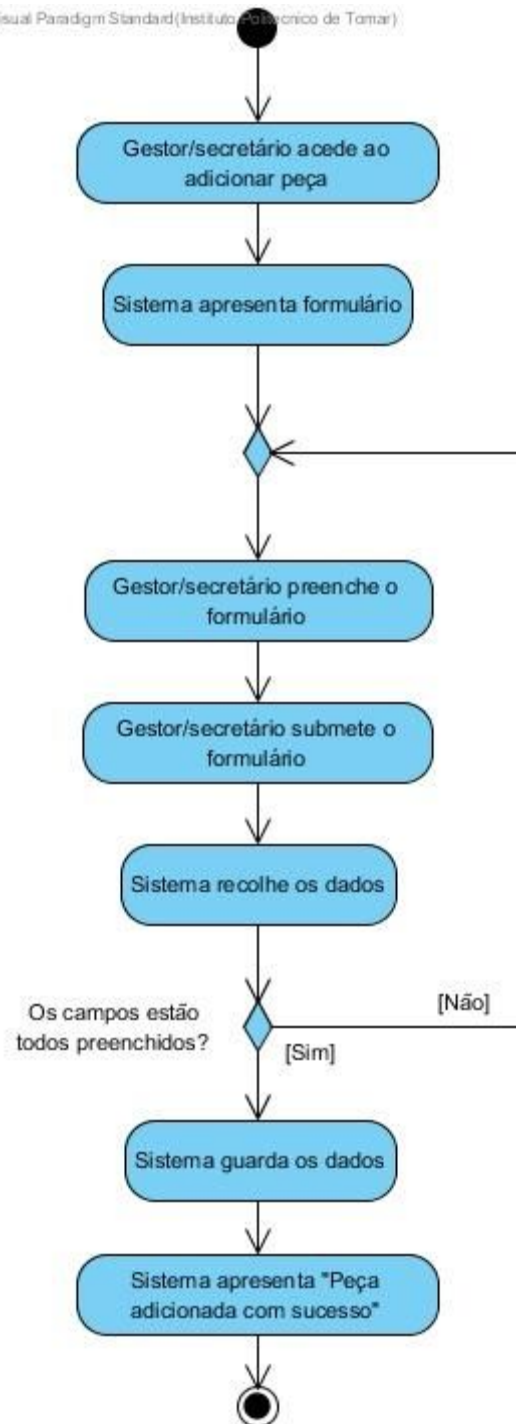 Visual Paradigm Standard(Instituto Politecnico de Tomar)
Gestor/secretário acede ao
adicionar peça
Sistema apresenta formulário
Gestor/secretário preenche o
formulário
Gestor/secretário submete o
formulário
Sistema recolhe os dados
Os campos estão
todos preenchidos?
[Não]
[Sim]
Sistema guarda os dados
Sistema apresenta "Peça
adicionada com sucesso"